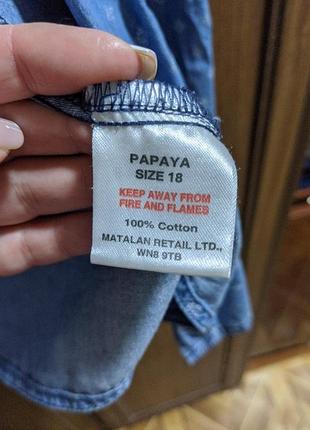 PAPAYA
SIZE 18
KEEP AWAY FROM
FIRE AND FLAMES
100% Cotton
MATALAN RETAIL LTD.,
WN8 9TB